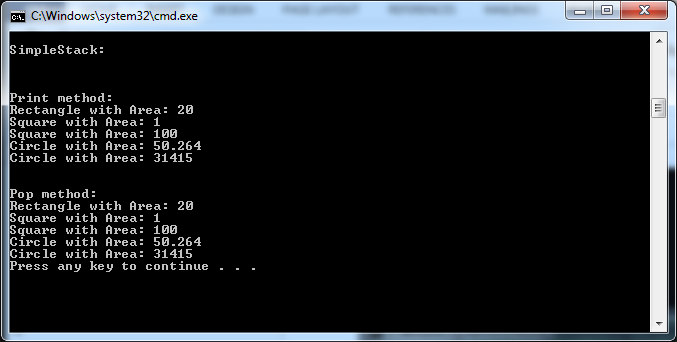 C:\Windows\system32\cmd.exe
SimpleStack:
Print method:
Rectangle with Area: 20
Square with Area: 1
Square with Area: 100
Circle with Area: 50.264
Circle with Area: 31415
Pop method:
Rectangle with Area: 20
Square with Area: 1
Square with Area: 100
Circle with Area: 50.264
Circle with Area: 31415
Press any key to continue . . .